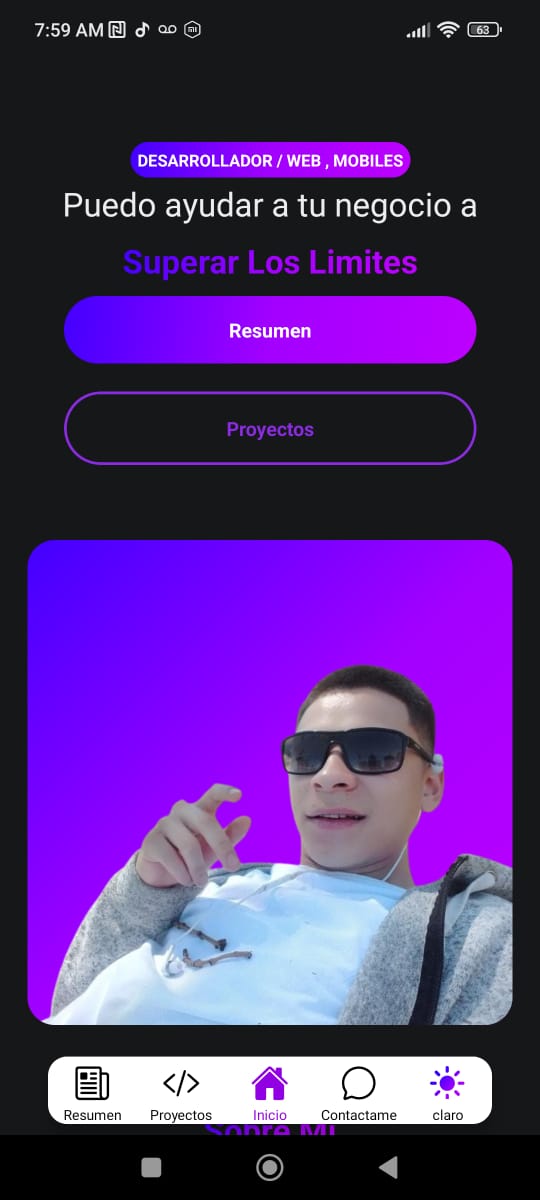 7:59 AM
63
DESARROLLADOR / WEB , MOBILES
Puedo ayudar a tu negocio a
Superar Los Limites
Resumen
Proyectos
Resumen Proyectos Inicio Contactame claro
Sobre Mi